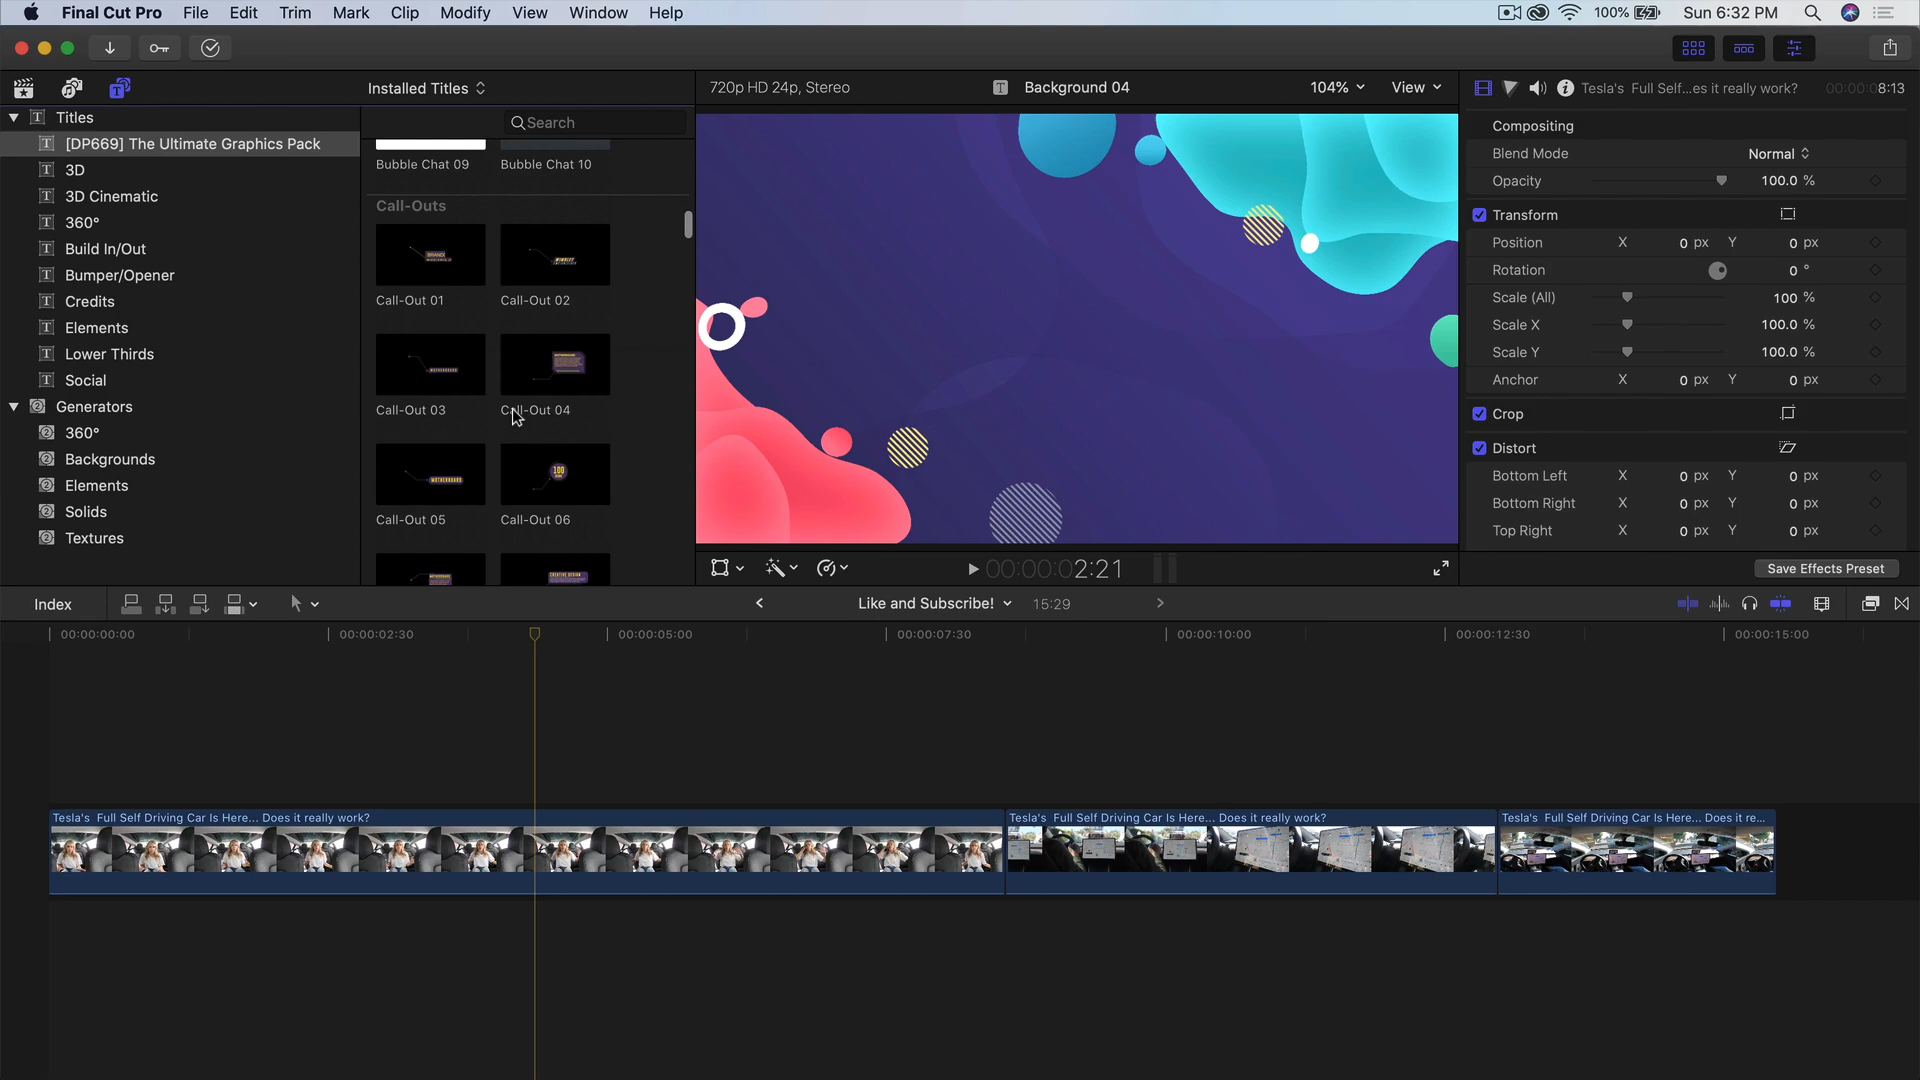 Final Cut Pro File Edit Trim Mark Clip Modify View Window Help 100% Sun 6:32 PM
Installed Titles
720p HD 24p, Stereo
Background 04
104%
View
Tesla's Full Self...es it really work?
00:00:08:13
Titles
[DP669] The Ultimate Graphics Pack
3D
3D Cinematic
360°
Build In/Out
Bumper/Opener
Credits
Elements
Lower Thirds
Social
Generators
360°
Backgrounds
Elements
Solids
Textures
Search
Bubble Chat 09
Bubble Chat 10
Call-Outs
Call-Out 01
Call-Out 02
MOTHERBOARD
Call-Out 03
Call-Out 04
MOTHERBOARD
100
Call-Out 05
Call-Out 06
MOTHERBOARD
CREATIVE DESIGN
Compositing
Blend Mode Normal
Opacity 100.0 %
Transform
Position X 0 px Y 0 px
Rotation 0 °
Scale (All) 100 %
Scale X 100.0 %
Scale Y 100.0 %
Anchor X 0 px Y 0 px
Crop
Distort
Bottom Left X 0 px Y 0 px
Bottom Right X 0 px Y 0 px
Top Right X 0 px Y 0 px
Save Effects Preset
00:00:02:21
Index
Like and Subscribe!
15:29
00:00:00:00 00:00:02:30 00:00:05:00 00:00:07:30 00:00:10:00 00:00:12:30 00:00:15:00
Tesla's Full Self Driving Car Is Here... Does it really work?
Tesla's Full Self Driving Car Is Here... Does it really work?
Tesla's Full Self Driving Car Is Here... Does it re...